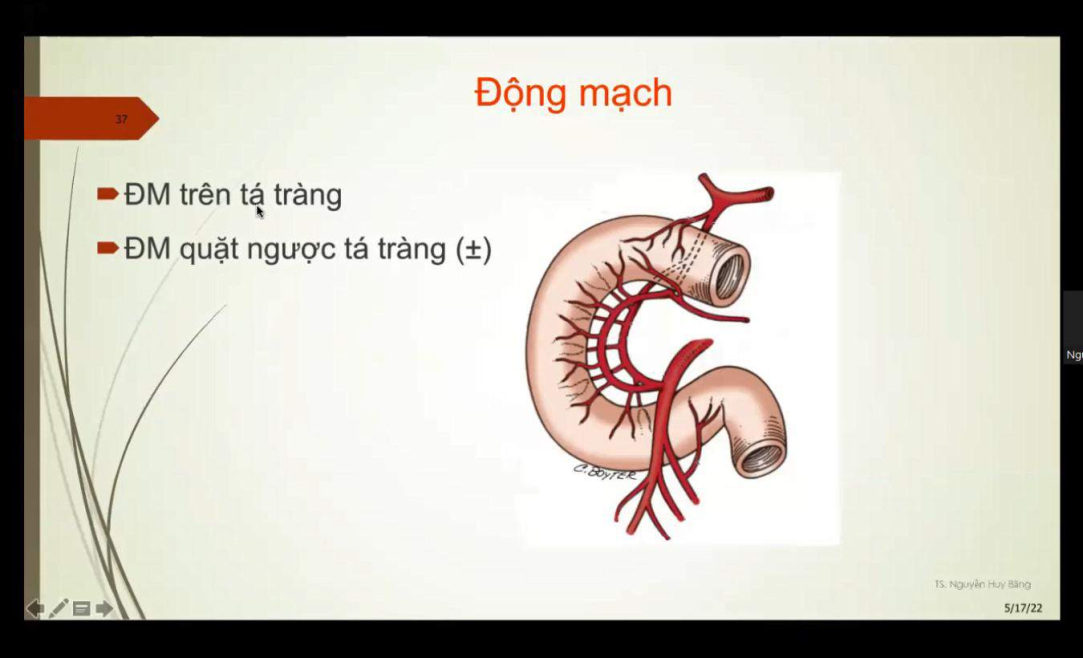 Động mạch
37
ĐM trên tá tràng
ĐM quặt ngược tá tràng (±)
C. BOYTER
TS. Nguyễn Huy Bằng
5/17/22